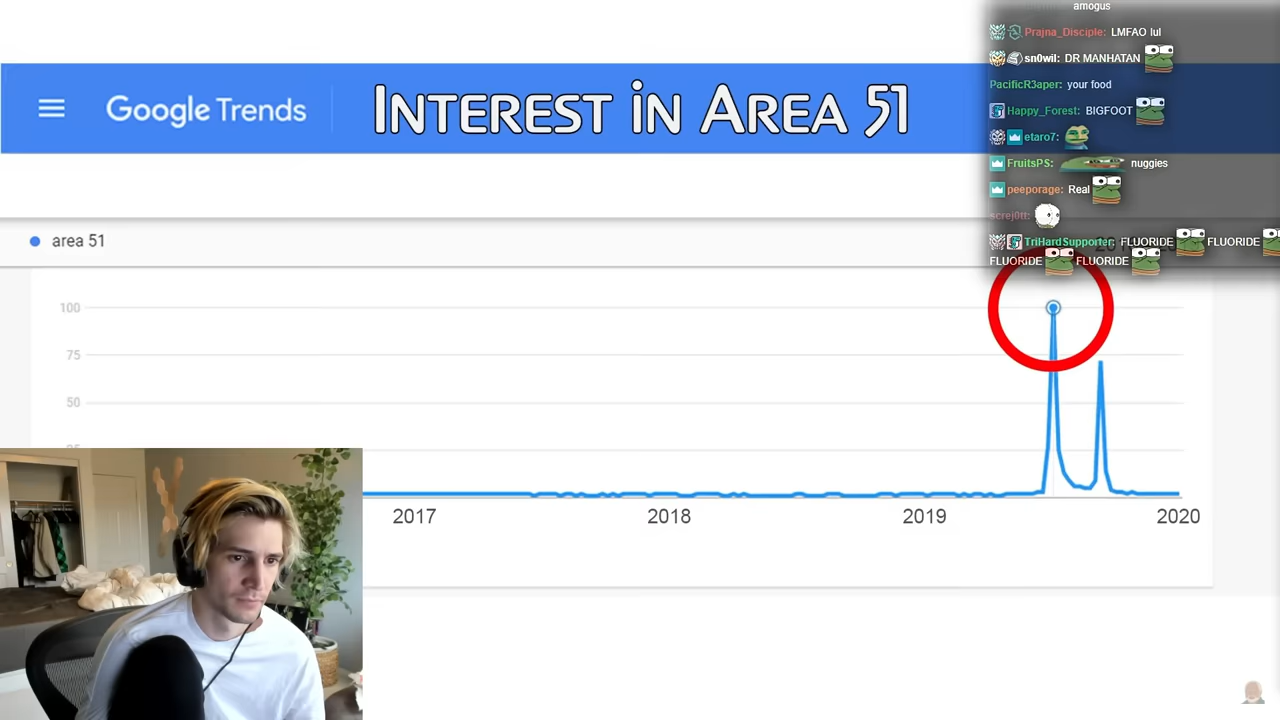 amogus
Prajna_Disciple: LMFAO lul
sn0wil: DR MANHATAN
PacificR3aper: your food
Happy_Forest: BIGFOOT
etaro7:
FruitsPS: nuggies
peeporage: Real
screj0tt:
TriHardSupporter: FLUORIDE FLUORIDE
FLUORIDE FLUORIDE
Google Trends
INTEREST IN AREA 51
area 51
100
75
50
2017
2018
2019
2020